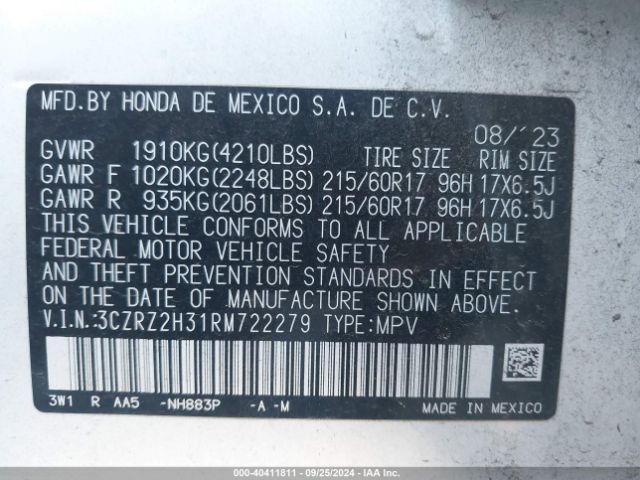 MFD.BY HONDA DE MEXICO S.A. DE C.V.
08/'23
GVWR 1910KG(4210LBS) TIRE SIZE RIM SIZE
GAWR F 1020KG(2248LBS) 215/60R17 96H 17X6.5J
GAWR R 935KG(2061LBS) 215/60R17 96H 17X6.5J
THIS VEHICLE CONFORMS TO ALL APPLICABLE
FEDERAL MOTOR VEHICLE SAFETY
AND THEFT PREVENTION STANDARDS IN EFFECT
ON THE DATE OF MANUFACTURE SHOWN ABOVE.
V.I.N.:3CZRZ2H31RM722279 TYPE:MPV
3W1 R AA5 -NH883P -A -M
MADE IN MEXICO
000-40411811 - 09/25/2024 - IAA Inc.